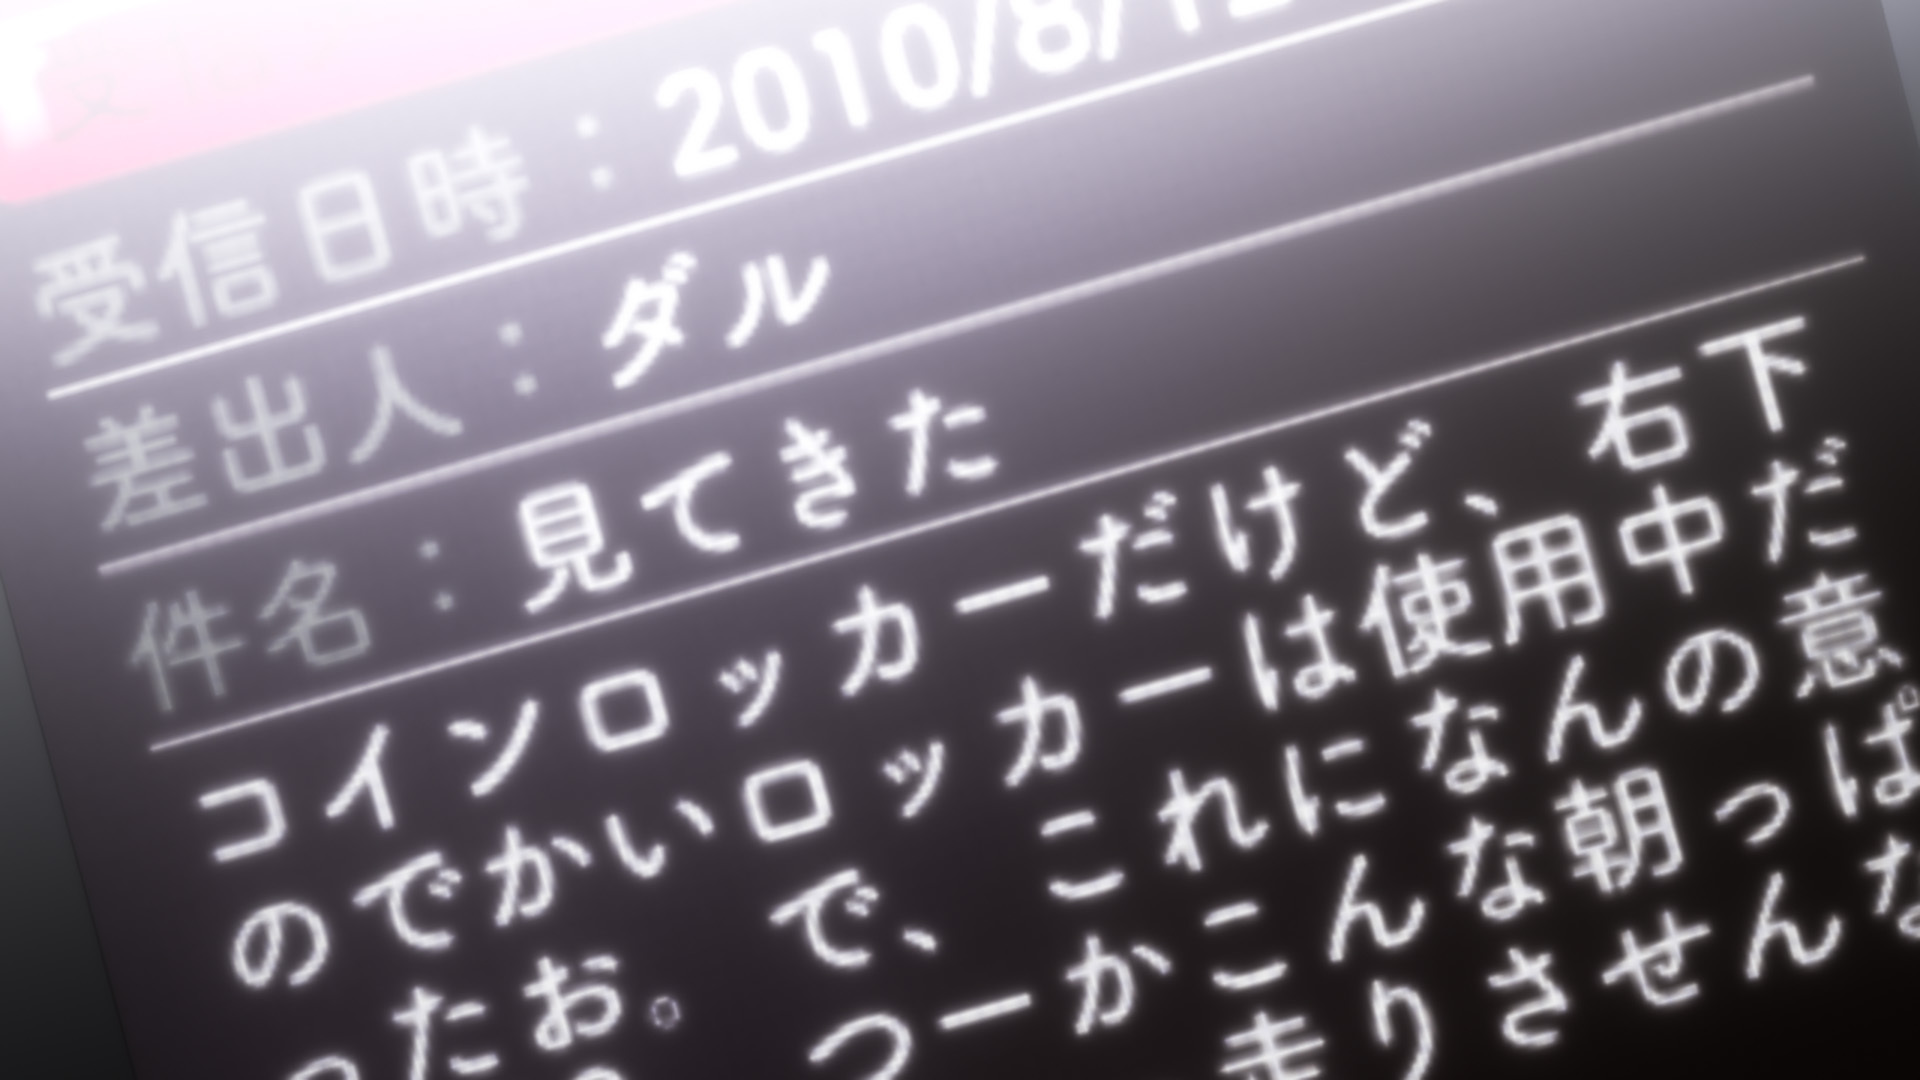 受信日時：2010/8/12
差出人：ダル
件名：見てきた
コインロッカーだけど、右下
のでかいロッカーは使用中だ
ったお。で、これになんの意
つーかこんな朝っぱ
走りさせんな